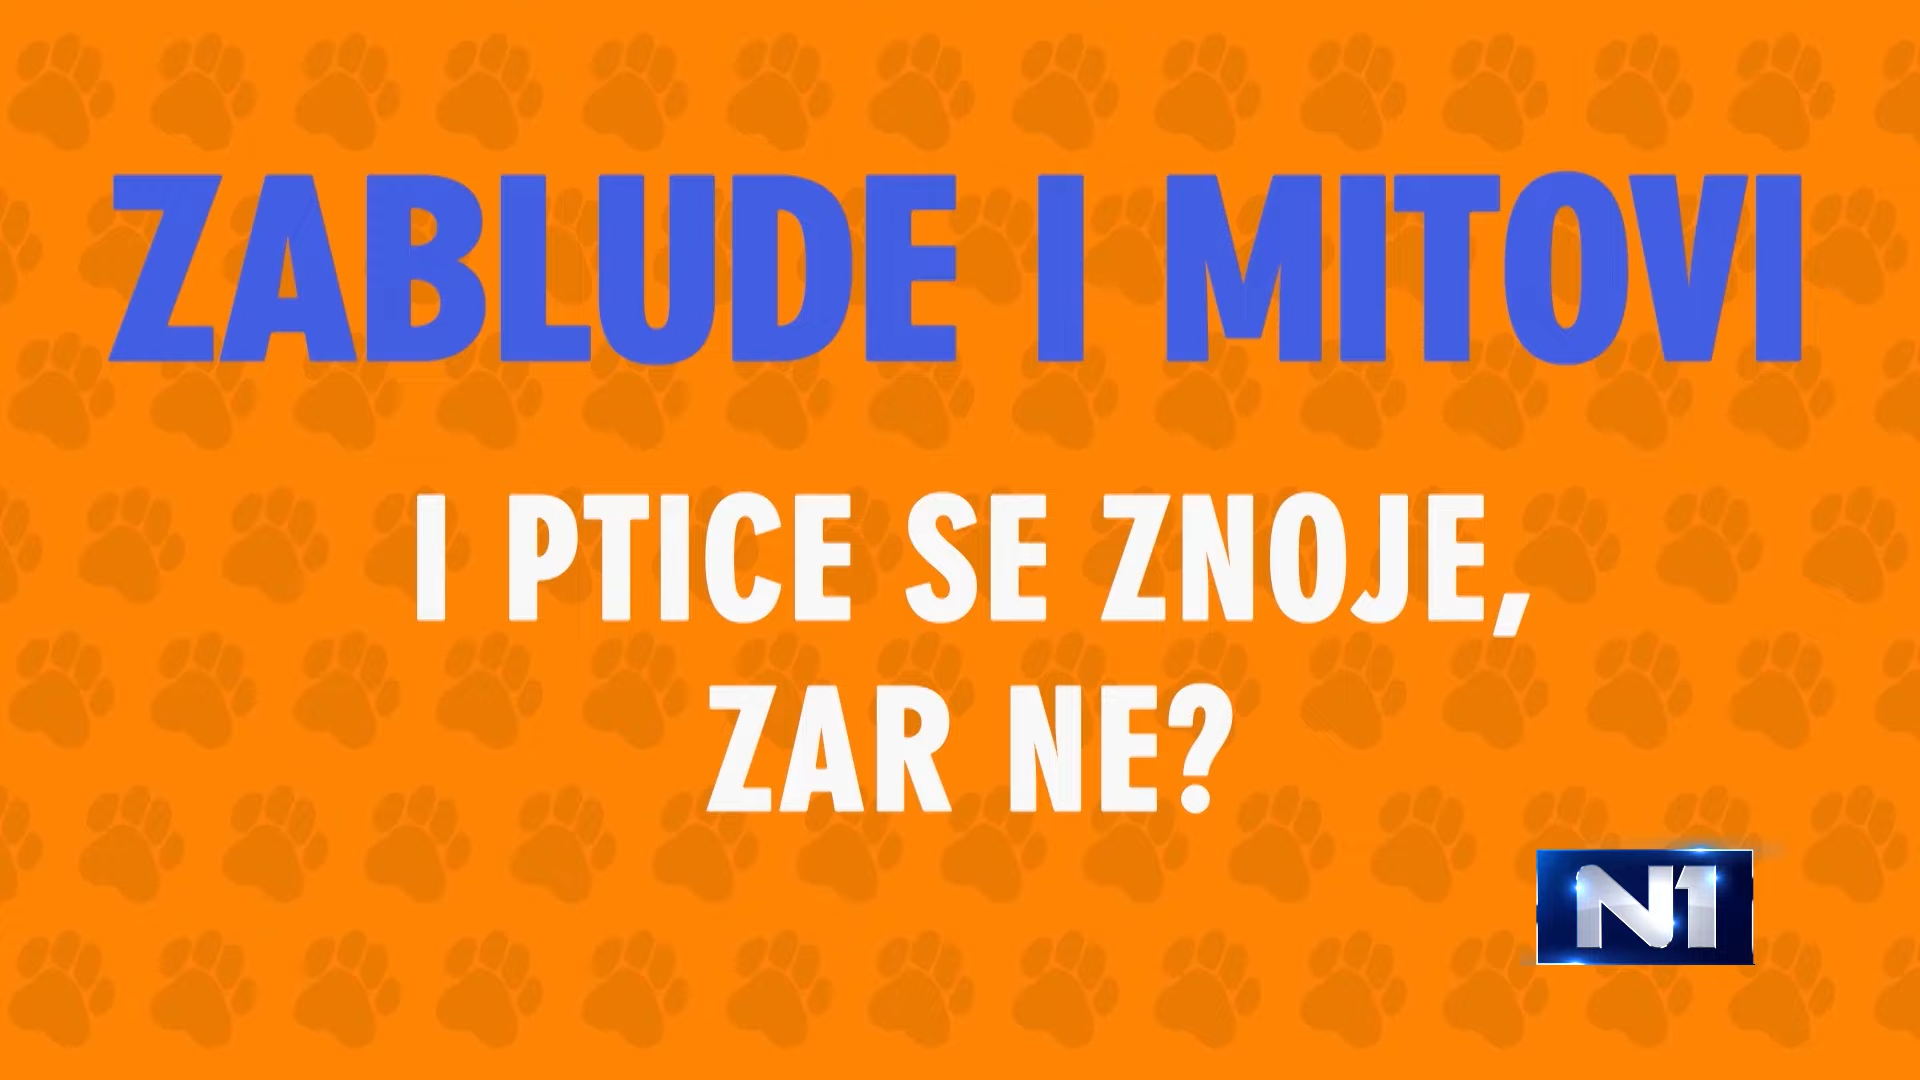 ZABLUDE I MITOVI
I PTICE SE ZNOJE,
ZAR NE?
N1